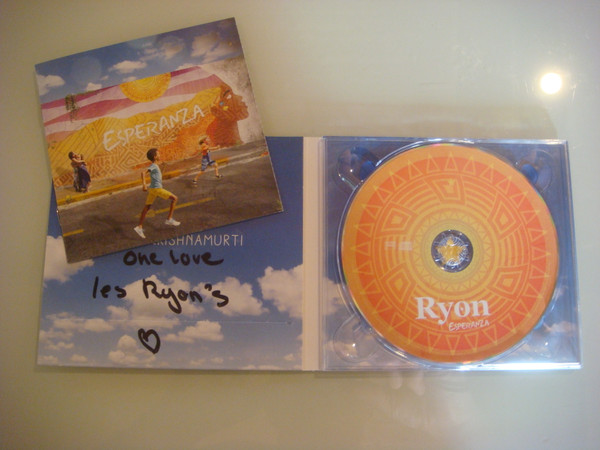 ESPERANZA
KRISHNAMURTI
one love
les Ryon"s
Ryon
ESPERANZA